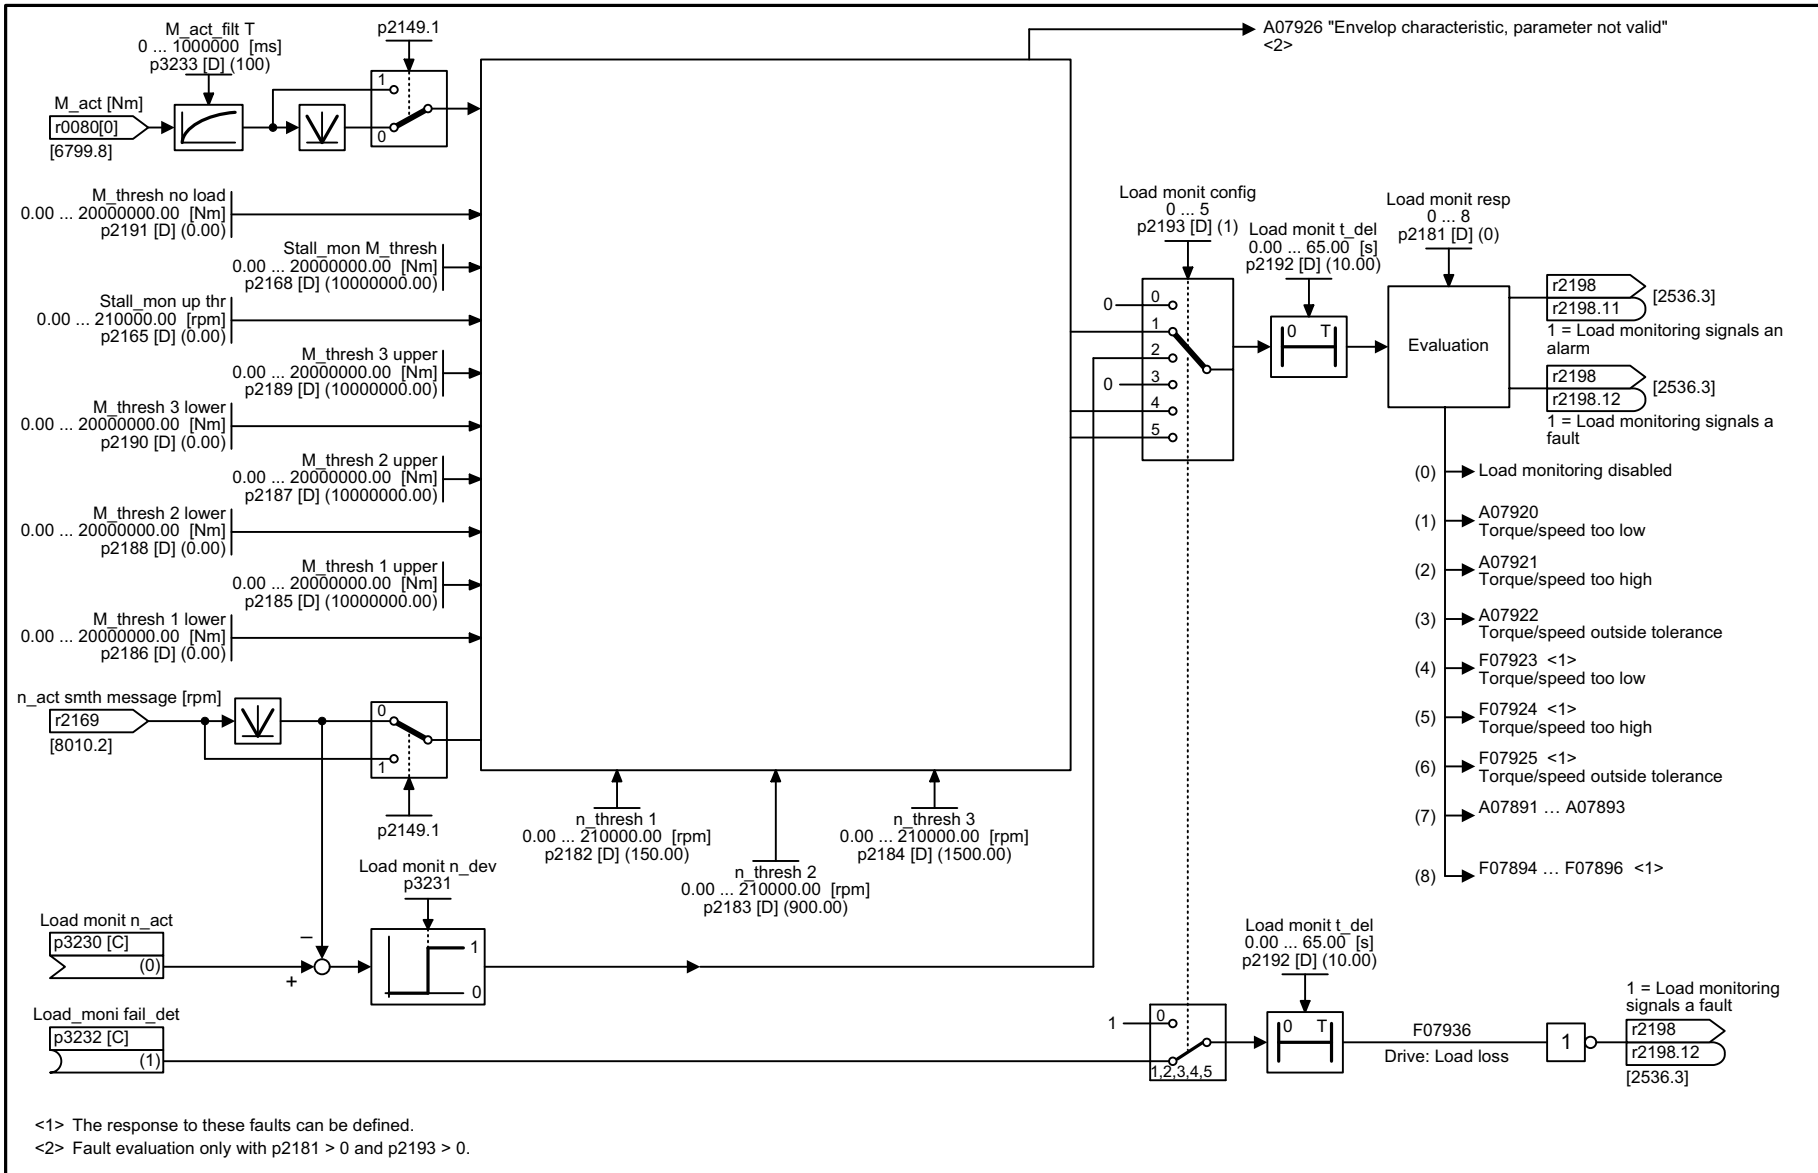 M_act_filt T
0 ... 1000000 [ms]
p3233 [D] (100)
p2149.1
A07926 "Envelop characteristic, parameter not valid"
<2>
M_act [Nm]
r0080[0]
[6799.8]
1
0
M_thresh no load
0.00 ... 20000000.00 [Nm]
p2191 [D] (0.00)
Stall_mon M_thresh
0.00 ... 20000000.00 [Nm]
p2168 [D] (10000000.00)
Stall_mon up thr
0.00 ... 210000.00 [rpm]
p2165 [D] (0.00)
M_thresh 3 upper
0.00 ... 20000000.00 [Nm]
p2189 [D] (10000000.00)
M_thresh 3 lower
0.00 ... 20000000.00 [Nm]
p2190 [D] (0.00)
M_thresh 2 upper
0.00 ... 20000000.00 [Nm]
p2187 [D] (10000000.00)
M_thresh 2 lower
0.00 ... 20000000.00 [Nm]
p2188 [D] (0.00)
M_thresh 1 upper
0.00 ... 20000000.00 [Nm]
p2185 [D] (10000000.00)
M_thresh 1 lower
0.00 ... 20000000.00 [Nm]
p2186 [D] (0.00)
n_act smth message [rpm]
r2169
[8010.2]
0
1
p2149.1
n_thresh 1
0.00 ... 210000.00 [rpm]
p2182 [D] (150.00)
n_thresh 2
0.00 ... 210000.00 [rpm]
p2183 [D] (900.00)
n_thresh 3
0.00 ... 210000.00 [rpm]
p2184 [D] (1500.00)
Load monit config
0 ... 5
p2193 [D] (1)
0
0
1
2
0
3
4
5
Load monit t_del
0.00 ... 65.00 [s]
p2192 [D] (10.00)
0 T
Load monit resp
0 ... 8
p2181 [D] (0)
Evaluation
r2198
r2198.11
[2536.3]
1 = Load monitoring signals an
alarm
r2198
r2198.12
[2536.3]
1 = Load monitoring signals a
fault
(0) Load monitoring disabled
(1) A07920
Torque/speed too low
(2) A07921
Torque/speed too high
(3) A07922
Torque/speed outside tolerance
(4) F07923 <1>
Torque/speed too low
(5) F07924 <1>
Torque/speed too high
(6) F07925 <1>
Torque/speed outside tolerance
(7) A07891 ... A07893
(8) F07894 ... F07896 <1>
Load monit n_dev
p3231
1
0
Load monit n_act
p3230 [C]
(0)
–
+
Load_moni fail_det
p3232 [C]
(1)
1
0
1,2,3,4,5
Load monit t_del
0.00 ... 65.00 [s]
p2192 [D] (10.00)
0 T
F07936
Drive: Load loss
1
1 = Load monitoring
signals a fault
r2198
r2198.12
[2536.3]
<1> The response to these faults can be defined.
<2> Fault evaluation only with p2181 > 0 and p2193 > 0.